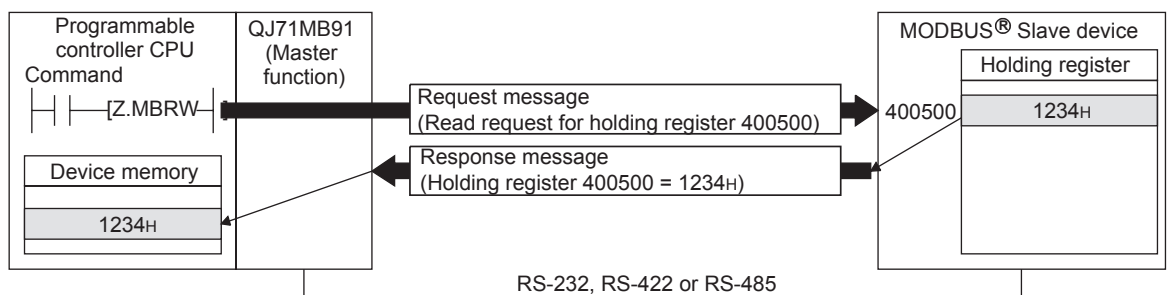 Programmable
controller CPU
Command
[Z.MBRW
QJ71MB91
(Master
function)
Request message
(Read request for holding register 400500)
Response message
(Holding register 400500 = 1234H)
Device memory
1234H
MODBUS® Slave device
Holding register
400500
1234H
RS-232, RS-422 or RS-485